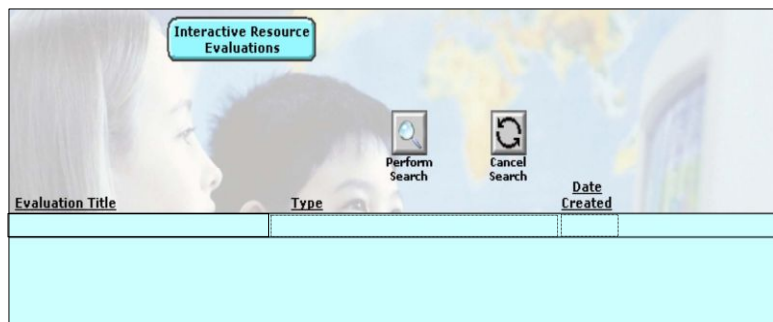 Interactive Resource
Evaluations
Perform
Search
Cancel
Search
Evaluation Title
Type
Date
Created